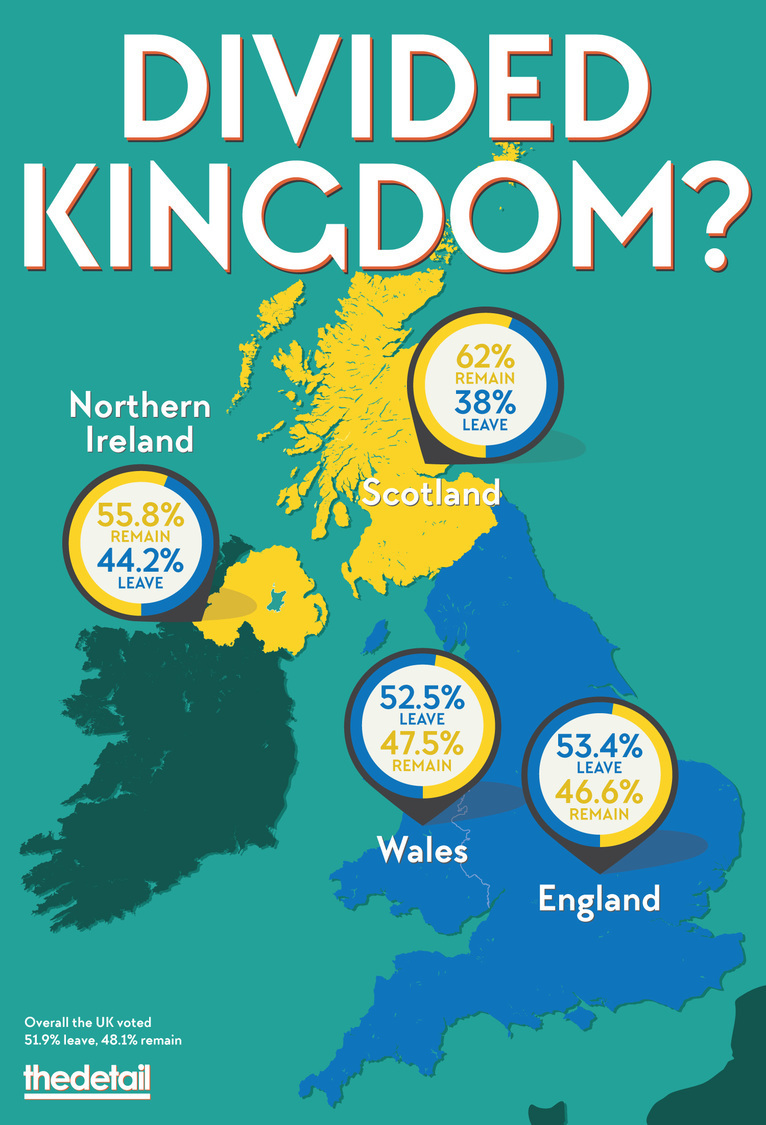 DIVIDED
KINGDOM?
62%
REMAIN
38%
LEAVE
Scotland
Northern
Ireland
55.8%
REMAIN
44.2%
LEAVE
52.5%
LEAVE
47.5%
REMAIN
Wales
53.4%
LEAVE
46.6%
REMAIN
England
Overall the UK voted
51.9% leave, 48.1% remain
thedetail